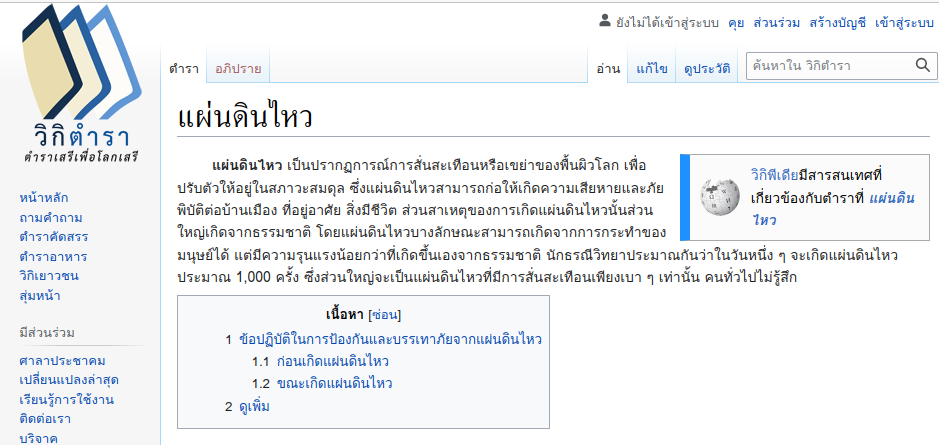 ยังไม่ได้เข้าสู่ระบบ คุย ส่วนร่วม สร้างบัญชี เข้าสู่ระบบ
ตำรา อภิปราย อ่าน แก้ไข ดูประวัติ ค้นหาใน วิกิตำรา
วิกิตำรา
ตำราเสรีเพื่อโลกเสรี
หน้าหลัก
ถามคำถาม
ตำราคัดสรร
ตำราอาหาร
วิกิเยาวชน
สุ่มหน้า
มีส่วนร่วม
ศาลาประชาคม
เปลี่ยนแปลงล่าสุด
เรียนรู้การใช้งาน
ติดต่อเรา
บริจาค
แผ่นดินไหว
แผ่นดินไหว เป็นปรากฏการณ์การสั่นสะเทือนหรือเขย่าของพื้นผิวโลก เพื่อ
ปรับตัวให้อยู่ในสภาวะสมดุล ซึ่งแผ่นดินไหวสามารถก่อให้เกิดความเสียหายและภัย
พิบัติต่อบ้านเมือง ที่อยู่อาศัย สิ่งมีชีวิต ส่วนสาเหตุของการเกิดแผ่นดินไหวนั้นส่วน
ใหญ่เกิดจากธรรมชาติ โดยแผ่นดินไหวบางลักษณะสามารถเกิดจากการกระทำของ
มนุษย์ได้ แต่มีความรุนแรงน้อยกว่าที่เกิดขึ้นเองจากธรรมชาติ นักธรณีวิทยาประมาณกันว่าในวันหนึ่ง ๆ จะเกิดแผ่นดินไหว
ประมาณ 1,000 ครั้ง ซึ่งส่วนใหญ่จะเป็นแผ่นดินไหวที่มีการสั่นสะเทือนเพียงเบา ๆ เท่านั้น คนทั่วไปไม่รู้สึก
วิกิพีเดียมีสารสนเทศที่
เกี่ยวข้องกับตำราที่ แผ่นดิน
ไหว
เนื้อหา [ซ่อน]
1 ข้อปฏิบัติในการป้องกันและบรรเทาภัยจากแผ่นดินไหว
1.1 ก่อนเกิดแผ่นดินไหว
1.2 ขณะเกิดแผ่นดินไหว
2 ดูเพิ่ม